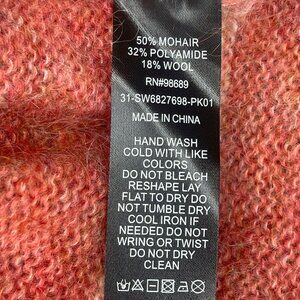 50% MOHAIR
32% POLYAMIDE
18% WOOL
RN#98689
31-SW6827698-PK01
MADE IN CHINA
HAND WASH
COLD WITH LIKE
COLORS
DO NOT BLEACH
RESHAPE LAY
FLAT TO DRY DO
NOT TUMBLE DRY
COOL IRON IF
NEEDED DO NOT
WRING OR TWIST
DO NOT DRY
CLEAN